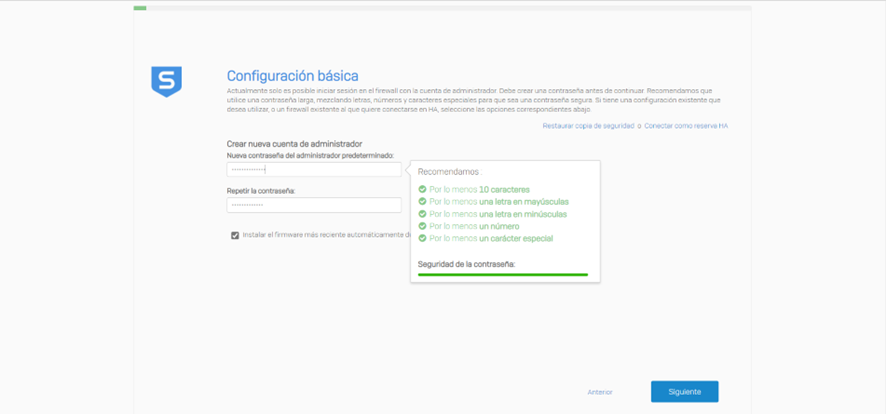 Configuración básica
Actualmente solo es posible iniciar sesión en el firewall con la cuenta de administrador. Debe crear una contraseña antes de continuar. Recomendamos que
utilice una contraseña larga, mezclando letras, números y caracteres especiales para que sea una contraseña segura. Si tiene una configuración existente que
desea utilizar, o un firewall existente al que quiere conectarse en HA, seleccione las opciones correspondientes abajo.
Restaurar copia de seguridad o Conectar como reserva HA
Crear nueva cuenta de administrador
Nueva contraseña del administrador predeterminado:
Recomendamos:
Por lo menos 10 caracteres
Por lo menos una letra en mayúsculas
Por lo menos una letra en minúsculas
Por lo menos un número
Por lo menos un carácter especial
Seguridad de la contraseña:
Repetir la contraseña:
Instalar el firmware más reciente automáticamente
Anterior
Siguiente